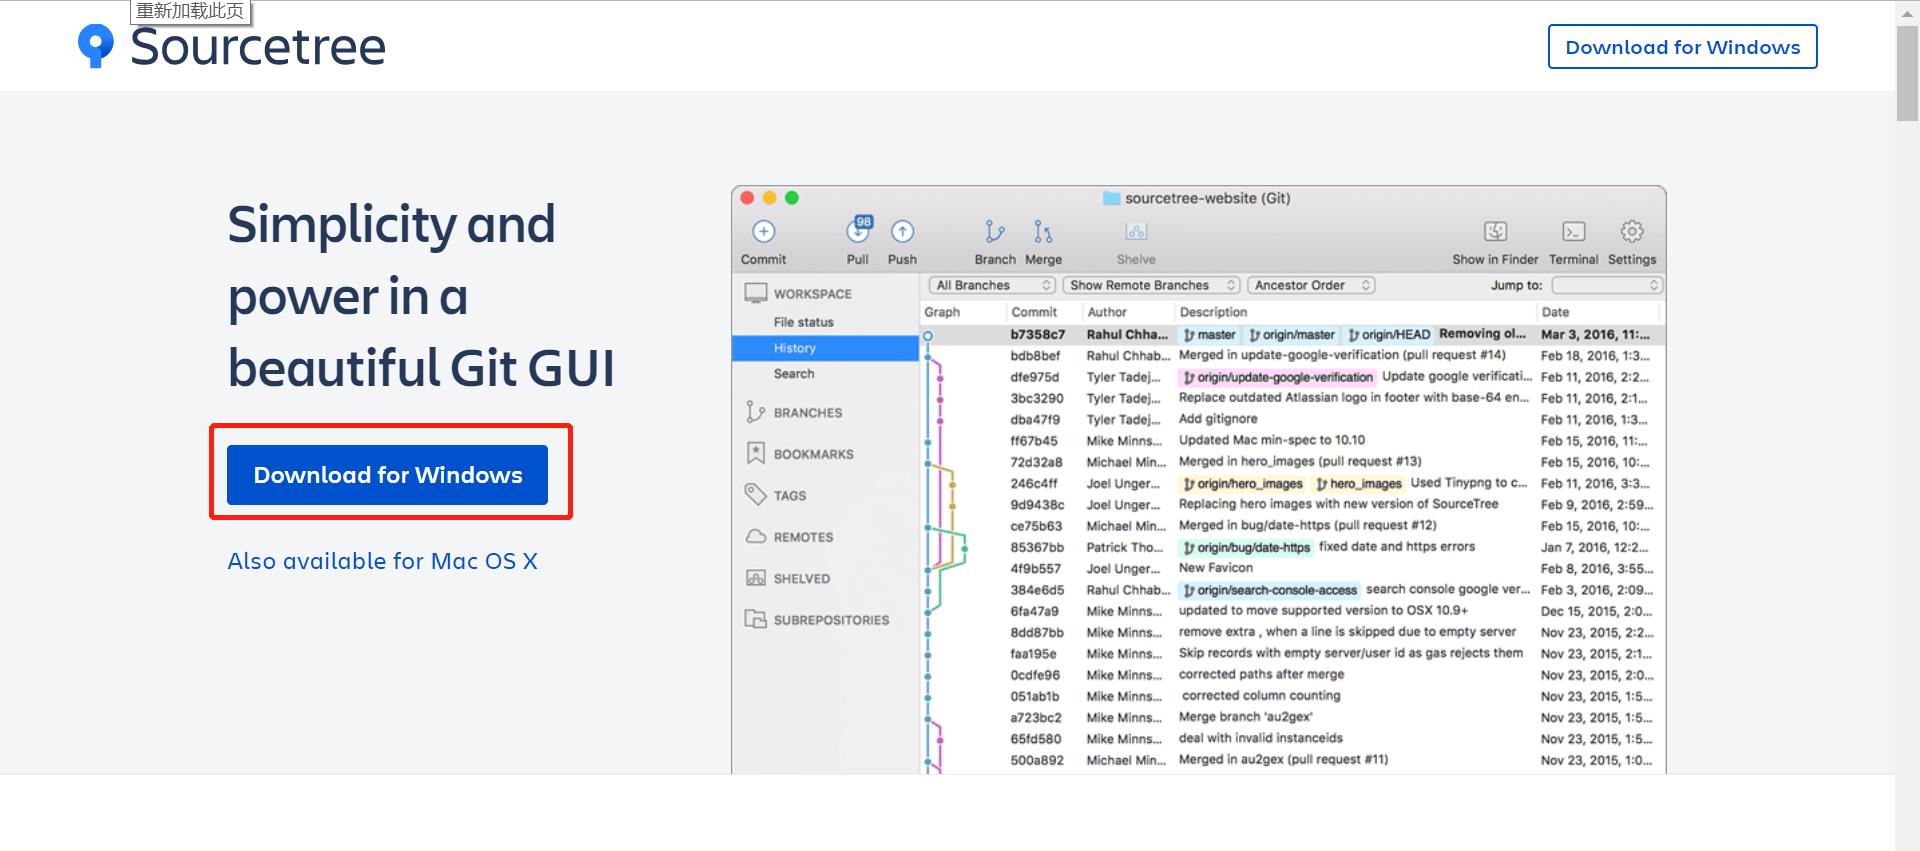 重新加载此页
Sourcetree
Download for Windows
Simplicity and
power in a
beautiful Git GUI
Download for Windows
Also available for Mac OS X
sourcetree-website (Git)
98
Commit Pull Push Branch Merge Shelve Show in Finder Terminal Settings
WORKSPACE
File status
History
Search
BRANCHES
BOOKMARKS
TAGS
REMOTES
SHELVED
SUBREPOSITORIES
All Branches Show Remote Branches Ancestor Order Jump to:
Graph Commit Author Description Date
b7358c7 Rahul Chha... master origin/master origin/HEAD Removing ol... Mar 3, 2016, 11:...
bdb8bef Rahul Chhab... Merged in update-google-verification (pull request #14) Feb 18, 2016, 1:3...
dfe975d Tyler Tadej... origin/update-google-verification Update google verificati... Feb 11, 2016, 2:2...
3bc3290 Tyler Tadej... Replace outdated Atlassian logo in footer with base-64 en... Feb 11, 2016, 2:1...
dba47f9 Tyler Tadej... Add gitignore Feb 11, 2016, 1:3...
ff67b45 Mike Minns... Updated Mac min-spec to 10.10 Feb 15, 2016, 11:...
72d32a8 Michael Min... Merged in hero_images (pull request #13) Feb 15, 2016, 10:...
246c4ff Joel Unger... origin/hero_images hero_images Used Tinypng to c... Feb 11, 2016, 3:3...
9d9438c Joel Unger... Replacing hero images with new version of SourceTree Feb 9, 2016, 2:59...
ce75b63 Michael Min... Merged in bug/date-https (pull request #12) Feb 15, 2016, 10:...
85367bb Patrick Tho... origin/bug/date-https fixed date and https errors Jan 7, 2016, 12:2...
4f9b557 Joel Unger... New Favicon Feb 8, 2016, 3:55...
384e6d5 Rahul Chhab... origin/search-console-access search console google ver... Feb 3, 2016, 2:09...
6fa47a9 Mike Minns... updated to move supported version to OSX 10.9+ Dec 15, 2015, 2:0...
8dd87bb Mike Minns... remove extra , when a line is skipped due to empty server Nov 23, 2015, 2:2...
faa195e Mike Minns... Skip records with empty server/user id as gas rejects them Nov 23, 2015, 2:1...
0cdfe96 Mike Minns... corrected paths after merge Nov 23, 2015, 2:0...
051ab1b Mike Minns... corrected column counting Nov 23, 2015, 1:5...
a723bc2 Mike Minns... Merge branch 'au2gex' Nov 23, 2015, 1:5...
65fd580 Mike Minns... deal with invalid instanceids Nov 23, 2015, 1:5...
500a892 Michael Min... Merged in au2gex (pull request #11) Nov 23, 2015, 1:0...